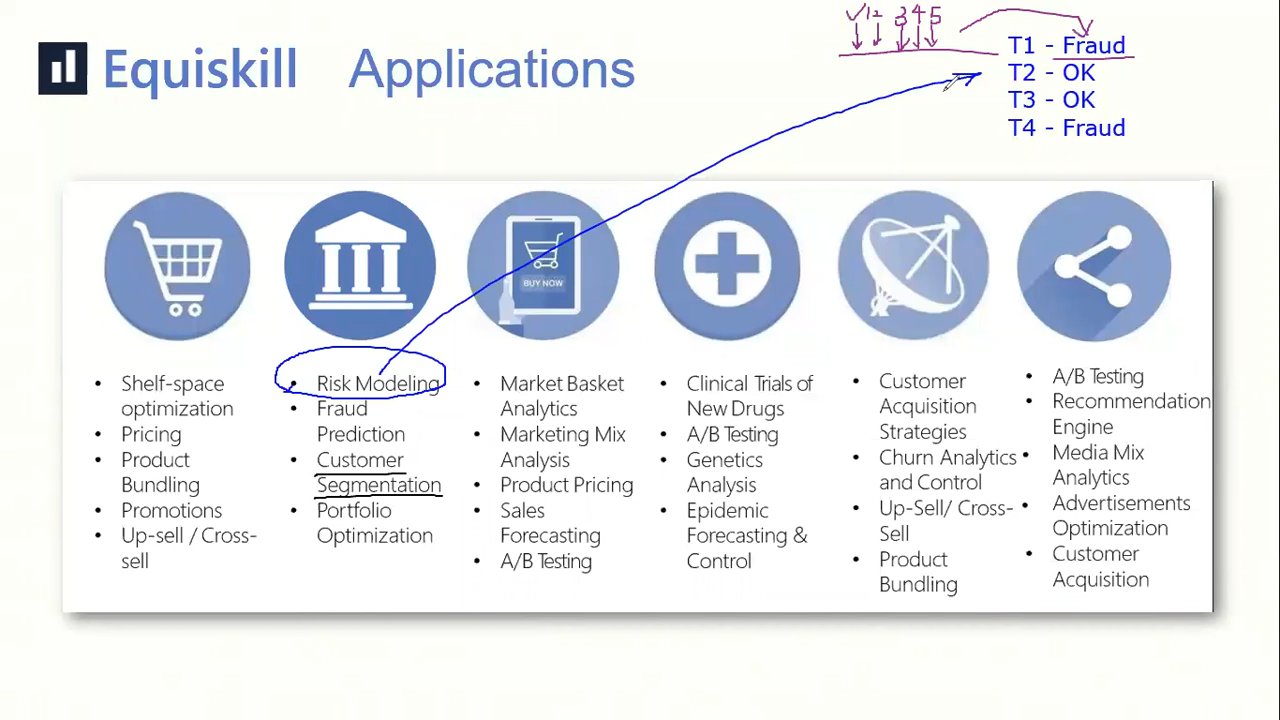 1 2 3 4 5
Equiskill Applications
T1 - Fraud
T2 - OK
T3 - OK
T4 - Fraud
BUY NOW
• Shelf-space
optimization
• Pricing
• Product
Bundling
• Promotions
• Up-sell / Cross-
sell
• Risk Modeling
• Fraud
Prediction
• Customer
Segmentation
• Portfolio
Optimization
• Market Basket
Analytics
• Marketing Mix
Analysis
• Product Pricing
• Sales
Forecasting
• A/B Testing
• Clinical Trials of
New Drugs
• A/B Testing
• Genetics
Analysis
• Epidemic
Forecasting &
Control
• Customer
Acquisition
Strategies
• Churn Analytics
and Control
• Up-Sell/ Cross-
Sell
• Product
Bundling
• A/B Testing
• Recommendation
Engine
• Media Mix
Analytics
• Advertisements
Optimization
• Customer
Acquisition